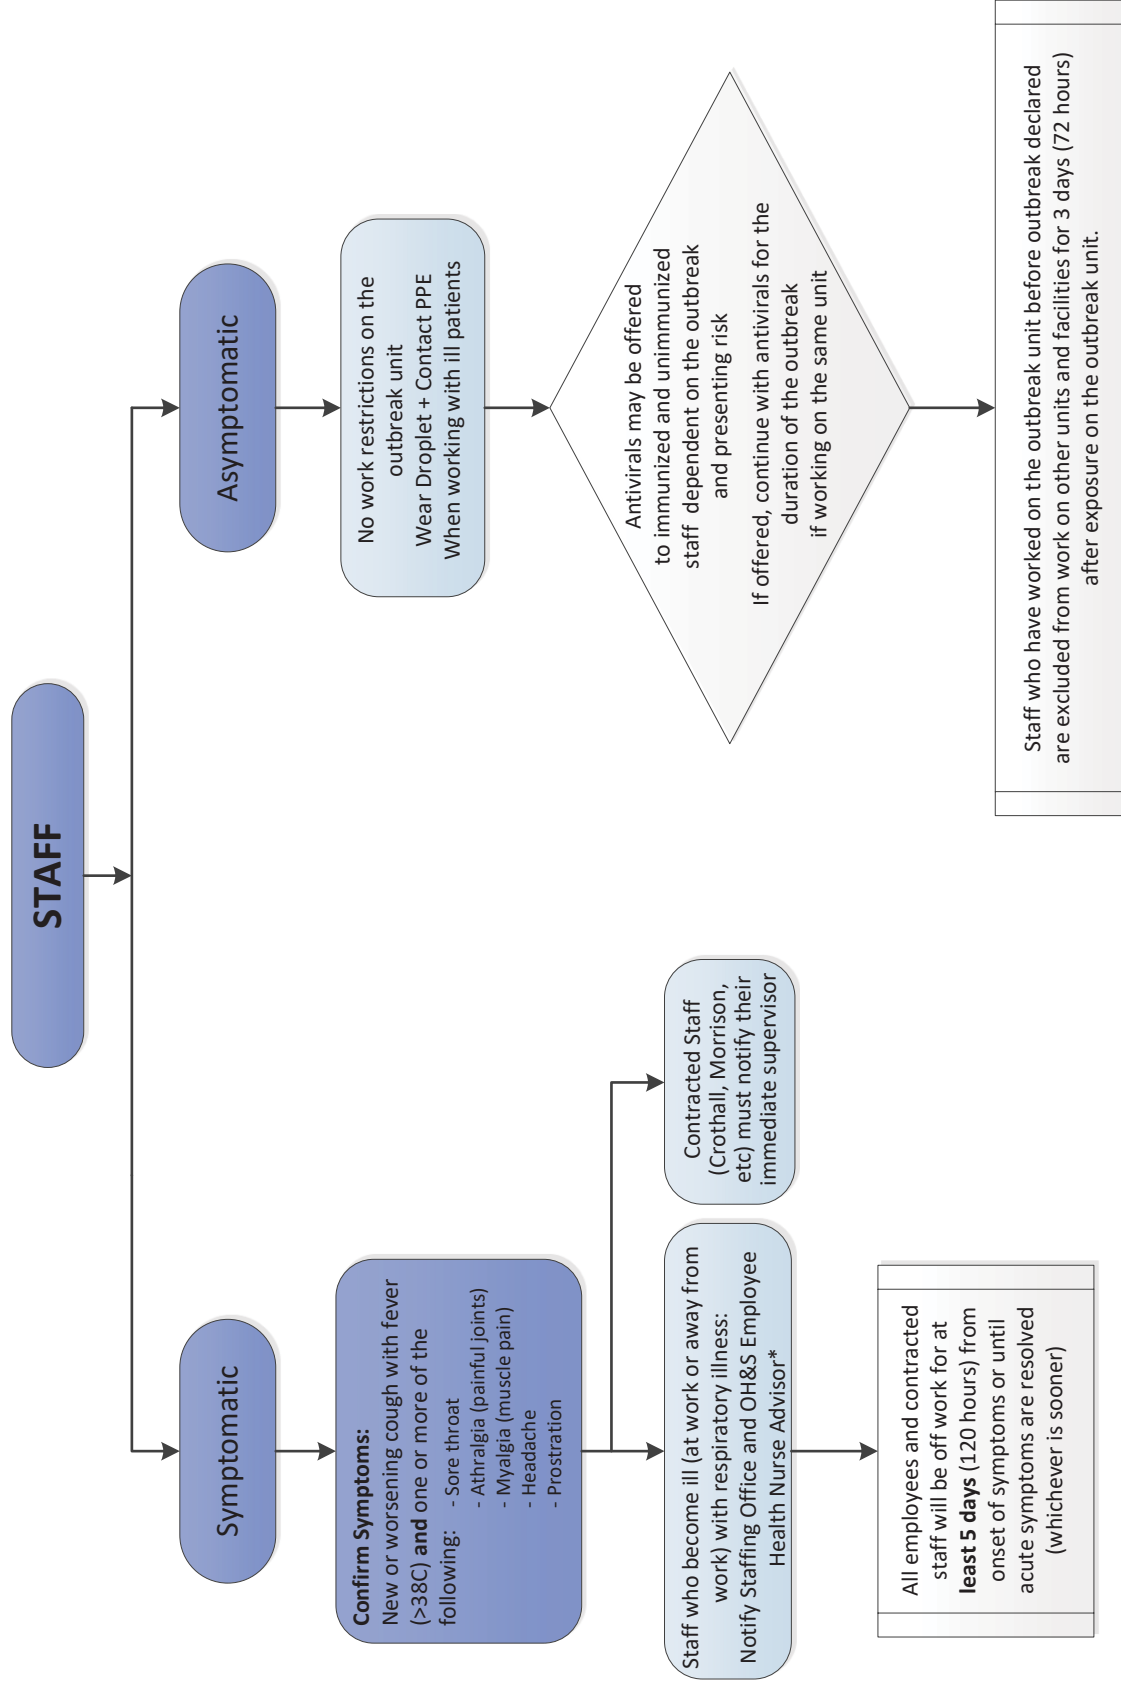 STAFF
Symptomatic
Confirm Symptoms:
New or worsening cough with fever
(>38C) and one or more of the
following: - Sore throat
- Athralgia (painful joints)
- Myalgia (muscle pain)
- Headache
- Prostration
Staff who become ill (at work or away from
work) with respiratory illness:
Notify Staffing Office and OH&S Employee
Health Nurse Advisor*
Contracted Staff
(Crothall, Morrison,
etc) must notify their
immediate supervisor
All employees and contracted
staff will be off work for at
least 5 days (120 hours) from
onset of symptoms or until
acute symptoms are resolved
(whichever is sooner)
Asymptomatic
No work restrictions on the
outbreak unit
Wear Droplet + Contact PPE
When working with ill patients
Antivirals may be offered
to immunized and unimmunized
staff dependent on the outbreak
and presenting risk
If offered, continue with antivirals for the
duration of the outbreak
if working on the same unit
Staff who have worked on the outbreak unit before outbreak declared
are excluded from work on other units and facilities for 3 days (72 hours)
after exposure on the outbreak unit.